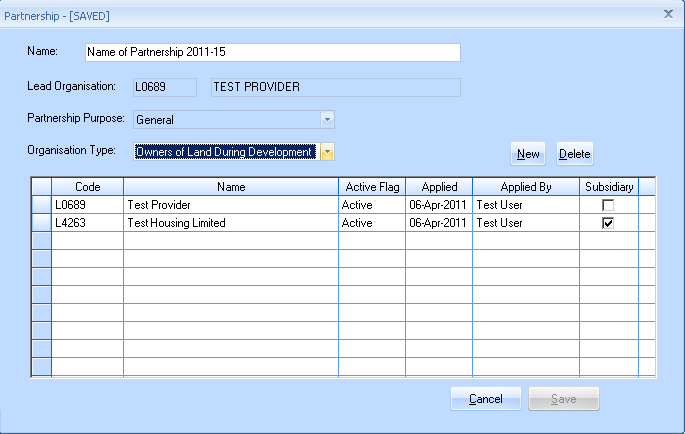 Partnership - [SAVED]
Name: Name of Partnership 2011-15
Lead Organisation: L0689 TEST PROVIDER
Partnership Purpose: General
Organisation Type: Owners of Land During Development New Delete
Code Name Active Flag Applied Applied By Subsidiary
L0689 Test Provider Active 06-Apr-2011 Test User
L4263 Test Housing Limited Active 06-Apr-2011 Test User
Cancel Save